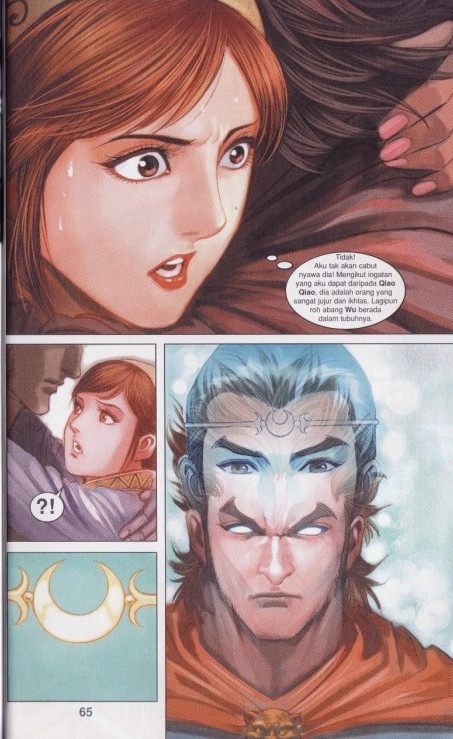 Tidak!
Aku tak akan cabut
nyawa dia! Mengikut ingatan
yang aku dapat daripada Qiao
Qiao, dia adalah orang yang
sangat jujur dan ikhlas. Lagipun
roh abang Wu berada
dalam tubuhnya.
?!
65